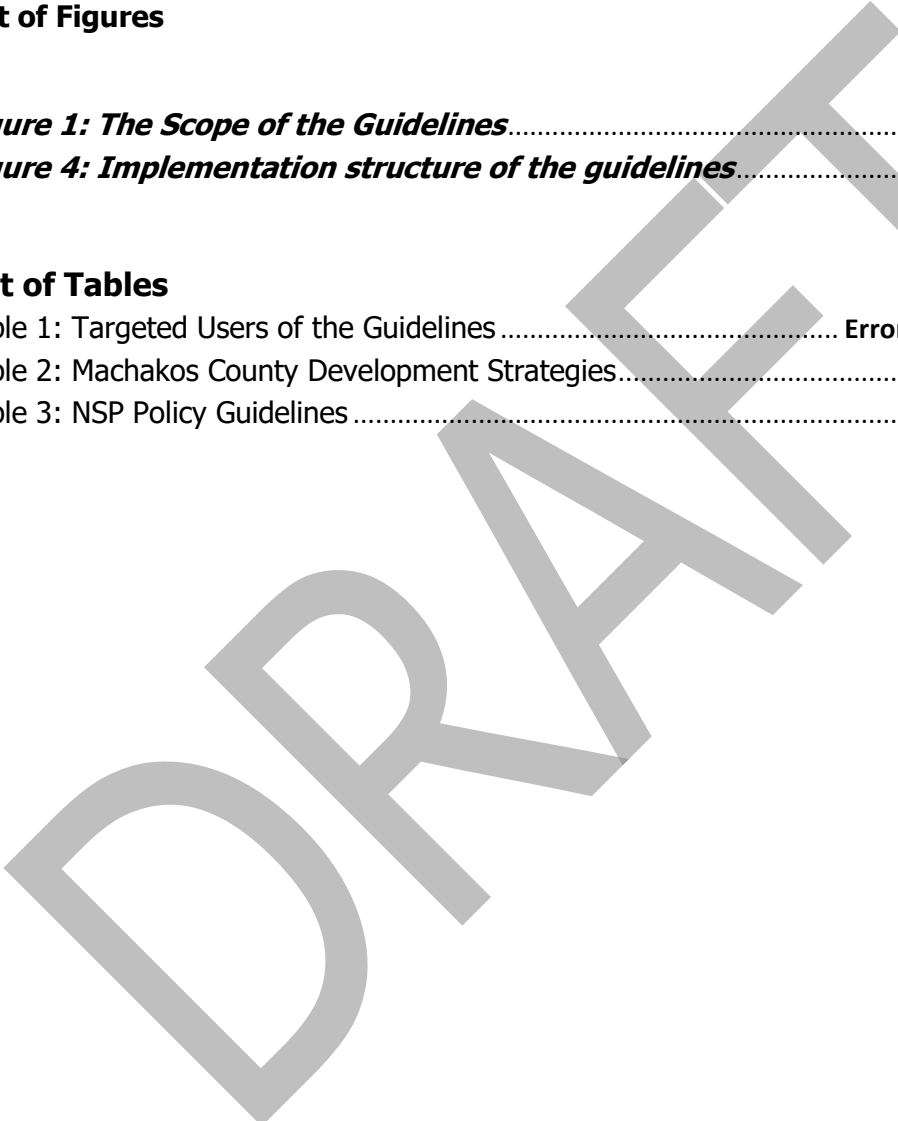 t of Figures
ure 1: The Scope of the Guidelines
ure 4: Implementation structure of the guidelines
t of Tables
ble 1: Targeted Users of the Guidelines Error
ble 2: Machakos County Development Strategies
ble 3: NSP Policy Guidelines
DRAFT